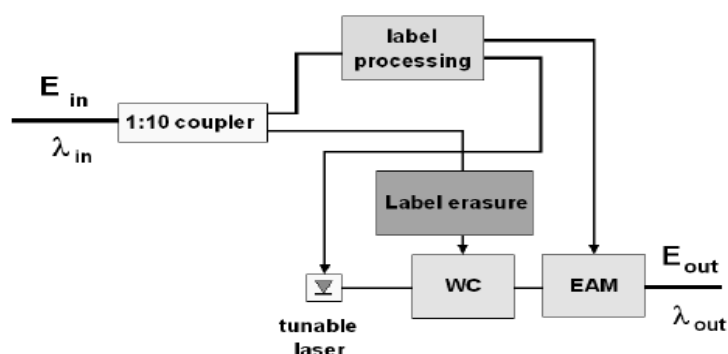 label
processing
E in
1:10 coupler
λ in
Label erasure
WC
EAM
E out
λ out
tunable
laser